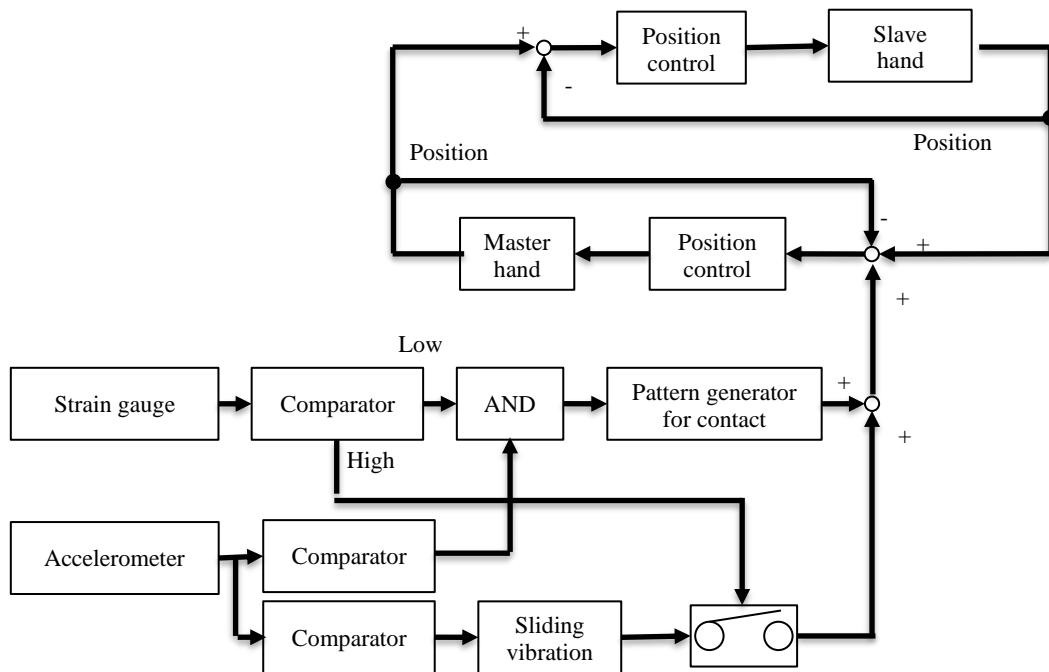 +
Position
control
Slave
hand
-
Position
Position
-
Master
hand
Position
control
+
+
Low
Strain gauge
Comparator
AND
Pattern generator
for contact
+
+
High
Accelerometer
Comparator
Comparator
Sliding
vibration